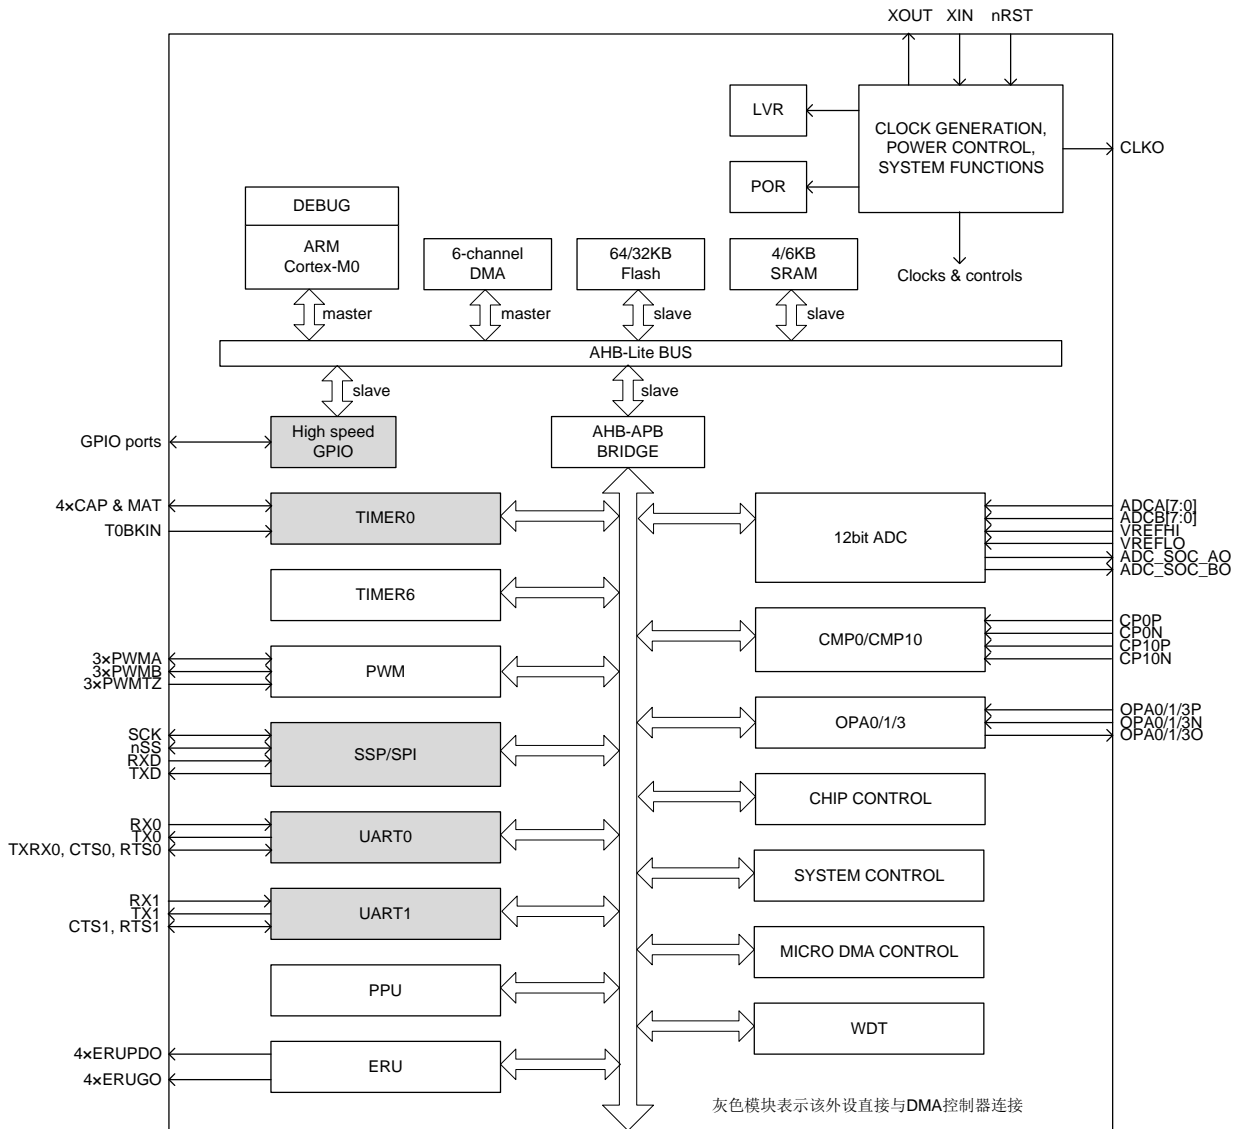 XOUT XIN nRST
LVR
CLOCK GENERATION,
POWER CONTROL,
SYSTEM FUNCTIONS
CLKO
POR
DEBUG
ARM
Cortex-M0
6-channel
DMA
64/32KB
Flash
4/6KB
SRAM
Clocks & controls
master
master
slave
slave
AHB-Lite BUS
slave
slave
GPIO ports
High speed
GPIO
AHB-APB
BRIDGE
4×CAP & MAT
T0BKIN
TIMER0
12bit ADC
ADCA[7:0]
ADCB[7:0]
VREFHI
VREFLO
ADC_SOC_AO
ADC_SOC_BO
TIMER6
CMP0/CMP10
CP0P
CP0N
CP10P
CP10N
3×PWMA
3×PWMB
3×PWMTZ
PWM
OPA0/1/3
OPA0/1/3P
OPA0/1/3N
OPA0/1/3O
SCK
nSS
RXD
TXD
SSP/SPI
CHIP CONTROL
RX0
TX0
TXRX0, CTS0, RTS0
UART0
SYSTEM CONTROL
RX1
TX1
CTS1, RTS1
UART1
MICRO DMA CONTROL
PPU
WDT
4×ERUPDO
4×ERUGO
ERU
灰色模块表示该外设直接与DMA控制器连接